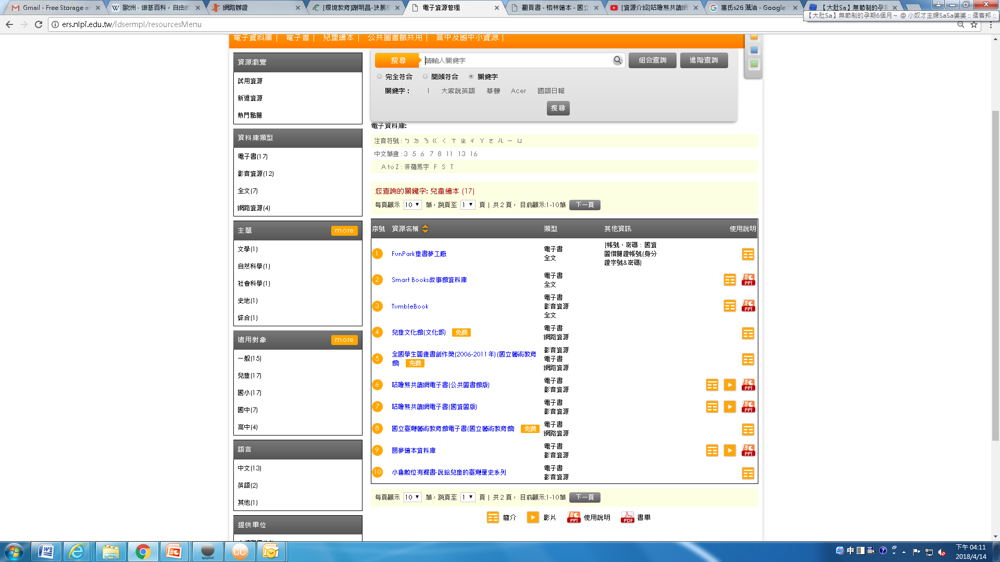 Gmail - Free Storage an
歐洲 - 維基百科，自由的
網路辦證
[環境教育]謝明昌-決勝於
電子資源管理
翻頁書 - 格林繪本 - 國立
[資源介紹]咕嚕熊共讀網
惠氏s26 藻油 - Google
【大肚Sa】無節制的孕期
【大肚Sa】無節制的孕期6個月～ @ 小奴才主婦SaSa婆婆 :: 痞客邦 ::
ers.nlpi.edu.tw/idsermpl/resourcesMenu
電子資料庫 | 電子書 | 兒童繪本 | 公共圖書館共用 | 高中及國中小資源 |
資源瀏覽
試用資源
新進資源
熱門點閱
資料庫類型
電子書(17)
影音資源(12)
全文(7)
網路資源(4)
主題 more
文學(1)
自然科學(1)
社會科學(1)
史地(1)
綜合(1)
適用對象 more
一般(15)
兒童(17)
國小(17)
國中(7)
高中(4)
語言
中文(13)
英語(2)
其他(1)
提供單位
搜尋 請輸入關鍵字 組合查詢 進階查詢
完全符合 開頭符合 關鍵字
關鍵字： 1 大家說英語 華藝 Acer 國語日報
搜尋
電子資料庫:
注音符號 : ㄅ ㄉ ㄋ ㄍ ㄑ ㄒ ㄓ ㄔ ㄚ ㄜ ㄦ ㄧ ㄩ
中文筆畫 : 3 5 6 7 8 11 13 16
A to Z : 非羅馬字 F S T
您查詢的關鍵字: 兒童繪本 (17)
每頁顯示 10 筆，跳頁至 1 頁 | 共 2 頁， 目前顯示:1-10筆 下一頁
序號 資源名稱 類型 其他資訊 使用說明
1 FunPark童書夢工廠 電子書 全文 [帳號、密碼：國資圖借閱證帳號(身分證字號&密碼)
2 Smart Books故事館資料庫 電子書 全文 PPT
3 TumbleBook 電子書 影音資源 全文 PPT
4 兒童文化館(文化部) 免費 電子書 網路資源
5 全國學生圖畫書創作獎(2006-2011年)(國立藝術教育館) 免費 影音資源 電子書 網路資源
6 咕嚕熊共讀網電子書(公共圖書館版) 電子書 影音資源 PPT
7 咕嚕熊共讀網電子書(國資圖版) 電子書 影音資源 PPT
8 國立臺灣藝術教育館電子書(國立藝術教育館) 免費 電子書 網路資源
9 圓夢繪本資料庫 電子書 影音資源 PPT
10 小魯數位有聲書-說給兒童的臺灣歷史系列 電子書 影音資源
每頁顯示 10 筆，跳頁至 1 頁 | 共 2 頁， 目前顯示:1-10筆 下一頁
簡介 影片 PPT 使用說明 PDF 書單
spydus
CC
中
下午 04:11
2018/4/14